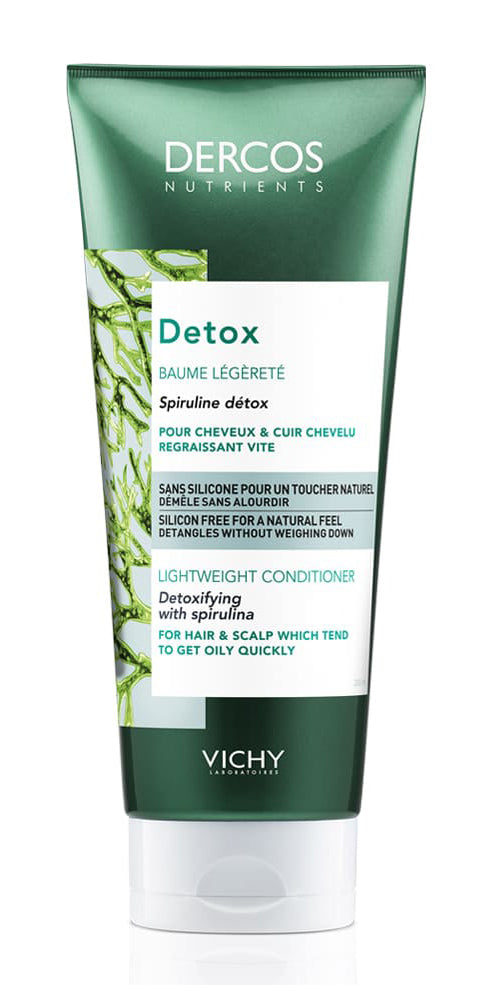 DERCOS
NUTRIENTS
Detox
BAUME LÉGÈRETÉ
Spiruline détox
POUR CHEVEUX & CUIR CHEVELU
REGRAISSANT VITE
SANS SILICONE POUR UN TOUCHER NATUREL
DÉMÊLE SANS ALOURDIR
SILICON FREE FOR A NATURAL FEEL
DETANGLES WITHOUT WEIGHING DOWN
LIGHTWEIGHT CONDITIONER
Detoxifying
with spirulina
FOR HAIR & SCALP WHICH TEND
TO GET OILY QUICKLY
VICHY
LABORATOIRES